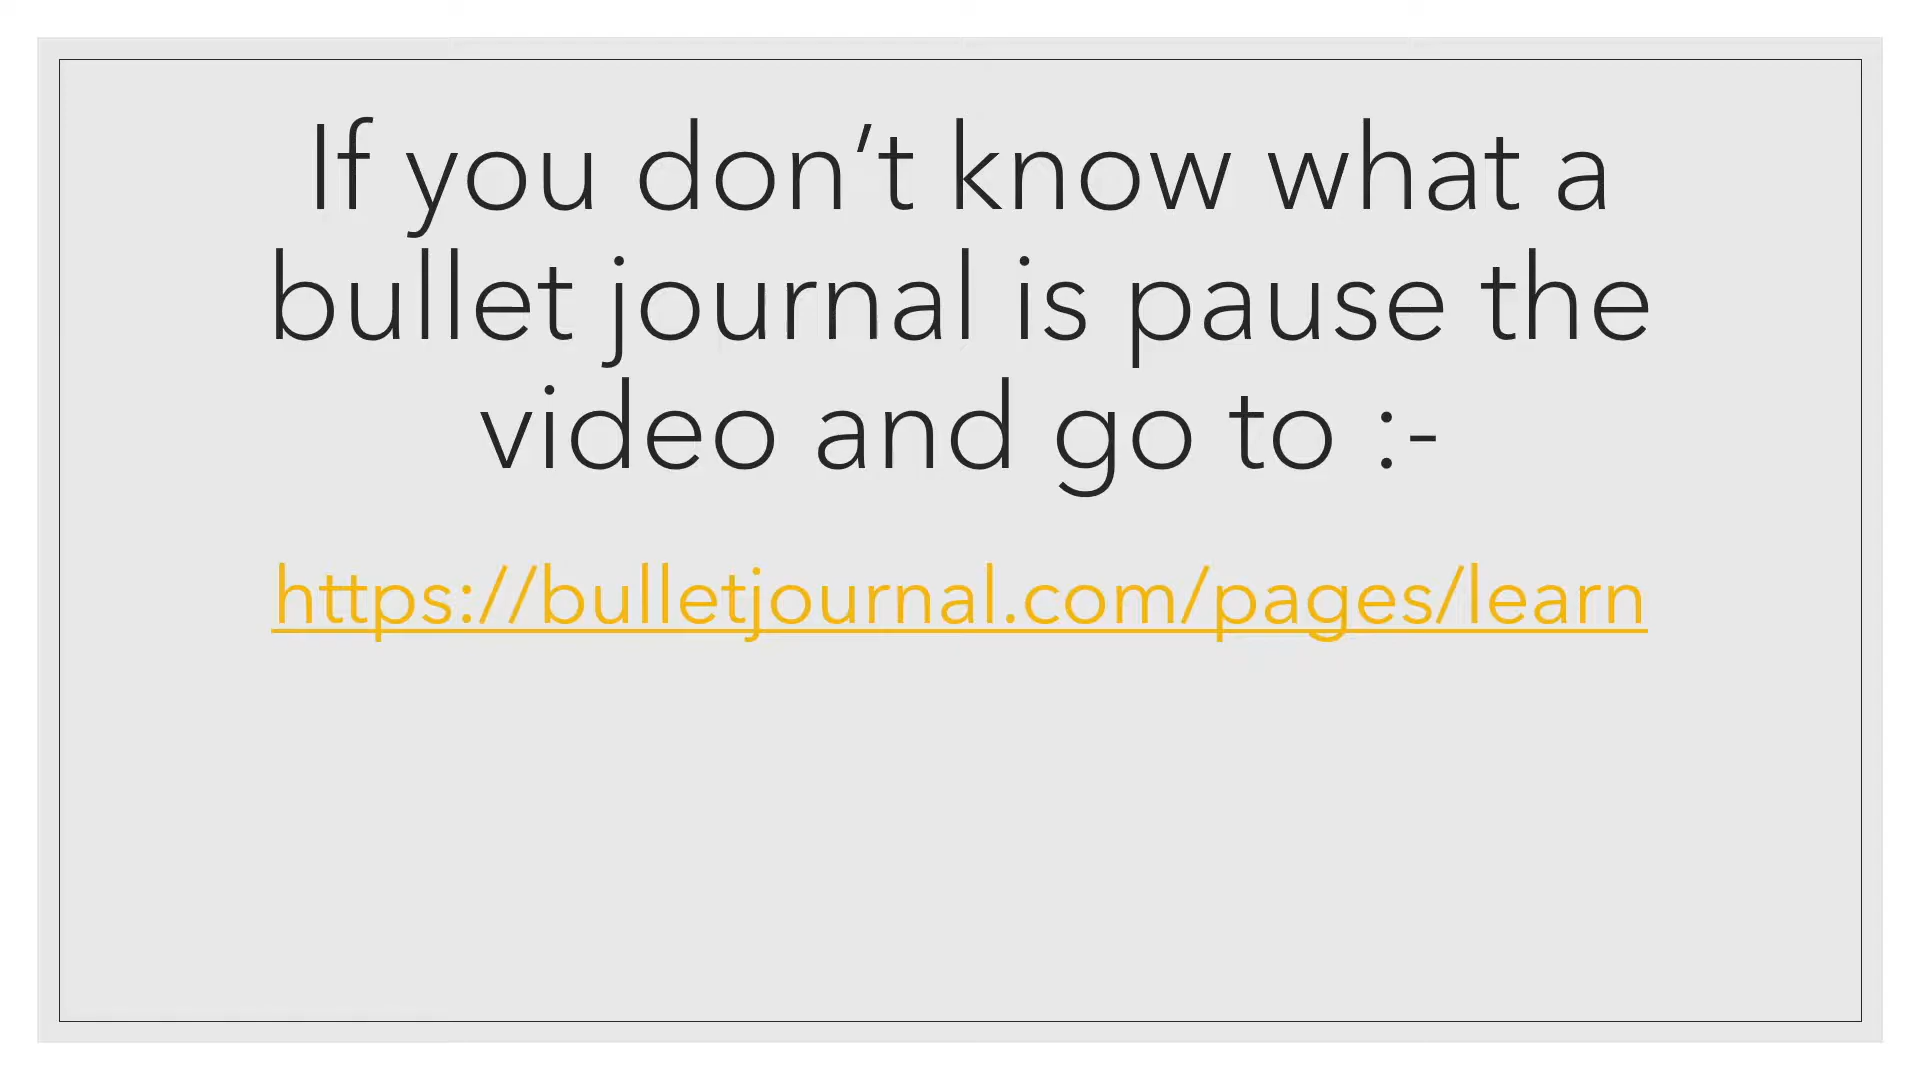 If you don’t know what a
bullet journal is pause the
video and go to :-
https://bulletjournal.com/pages/learn